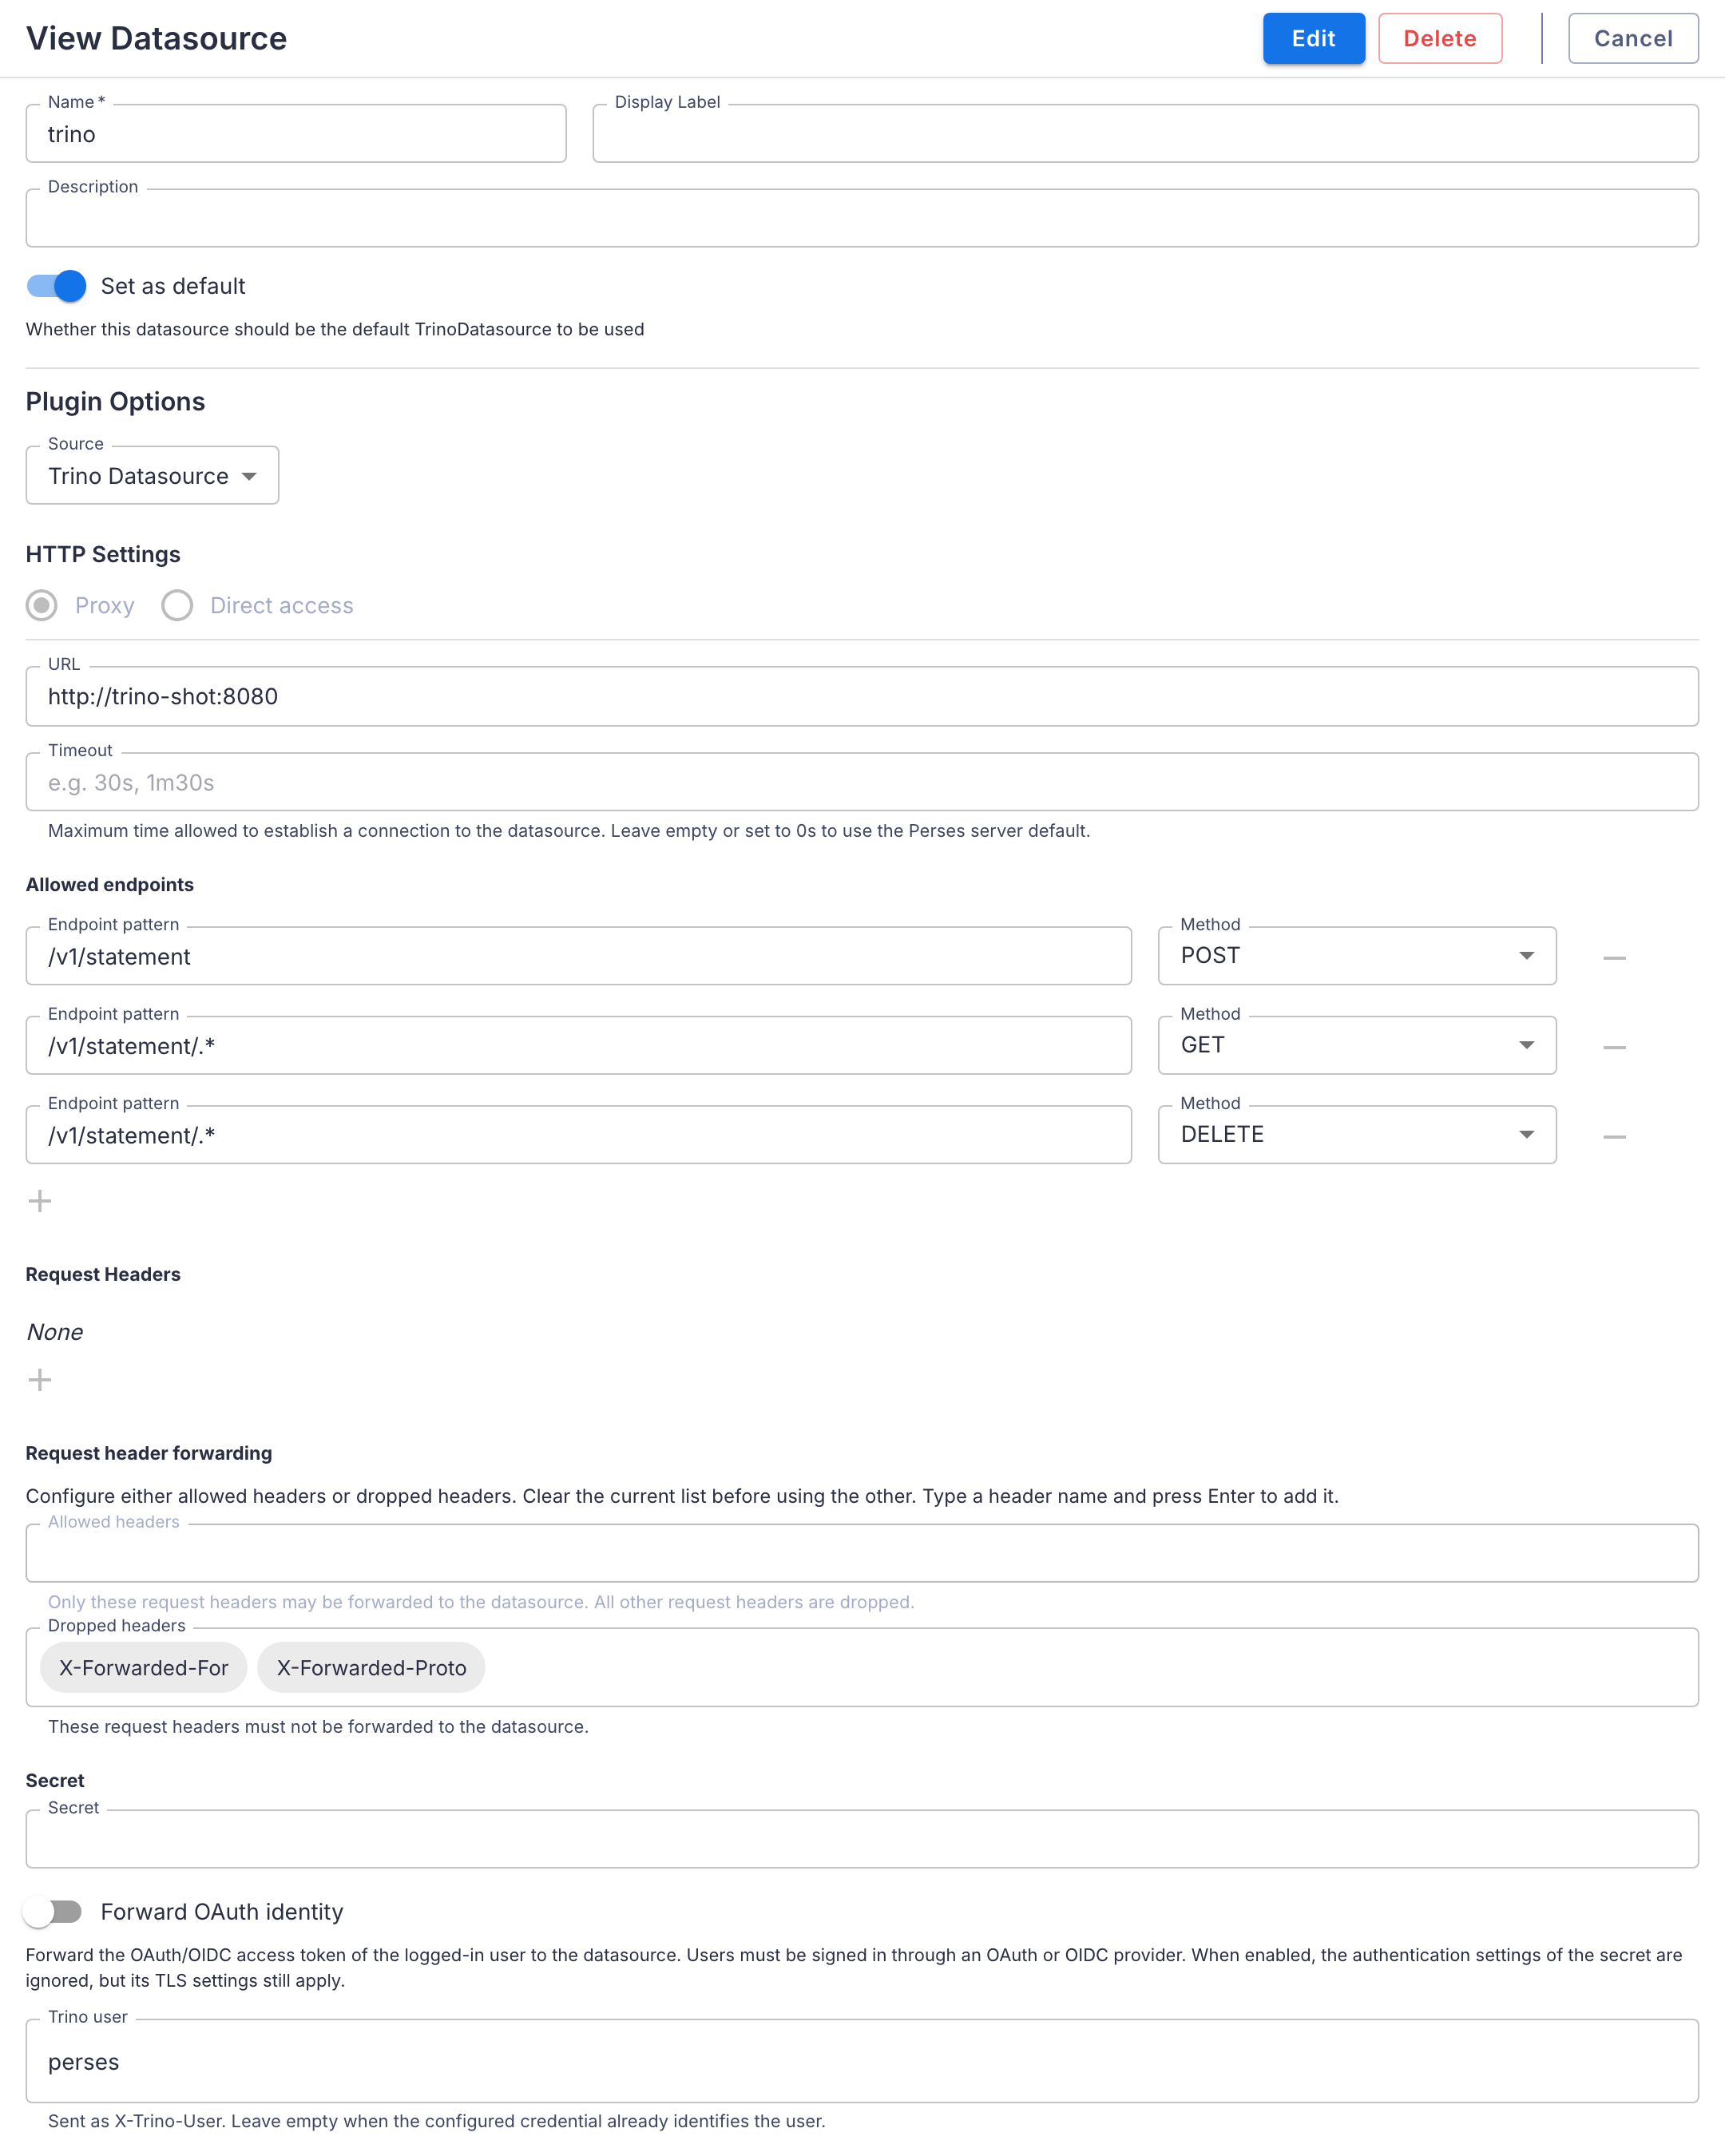 View Datasource
Edit
Delete
Cancel
Name *
trino
Display Label
Description
Set as default
Whether this datasource should be the default TrinoDatasource to be used
Plugin Options
Source
Trino Datasource
HTTP Settings
Proxy
Direct access
URL
http://trino-shot:8080
Timeout
e.g. 30s, 1m30s
Maximum time allowed to establish a connection to the datasource. Leave empty or set to 0s to use the Perses server default.
Allowed endpoints
Endpoint pattern
/v1/statement
Method
POST
Endpoint pattern
/v1/statement/.*
Method
GET
Endpoint pattern
/v1/statement/.*
Method
DELETE
Request Headers
None
Request header forwarding
Configure either allowed headers or dropped headers. Clear the current list before using the other. Type a header name and press Enter to add it.
Allowed headers
Only these request headers may be forwarded to the datasource. All other request headers are dropped.
Dropped headers
X-Forwarded-For
X-Forwarded-Proto
These request headers must not be forwarded to the datasource.
Secret
Secret
Forward OAuth identity
Forward the OAuth/OIDC access token of the logged-in user to the datasource. Users must be signed in through an OAuth or OIDC provider. When enabled, the authentication settings of the secret are
ignored, but its TLS settings still apply.
Trino user
perses
Sent as X-Trino-User. Leave empty when the configured credential already identifies the user.